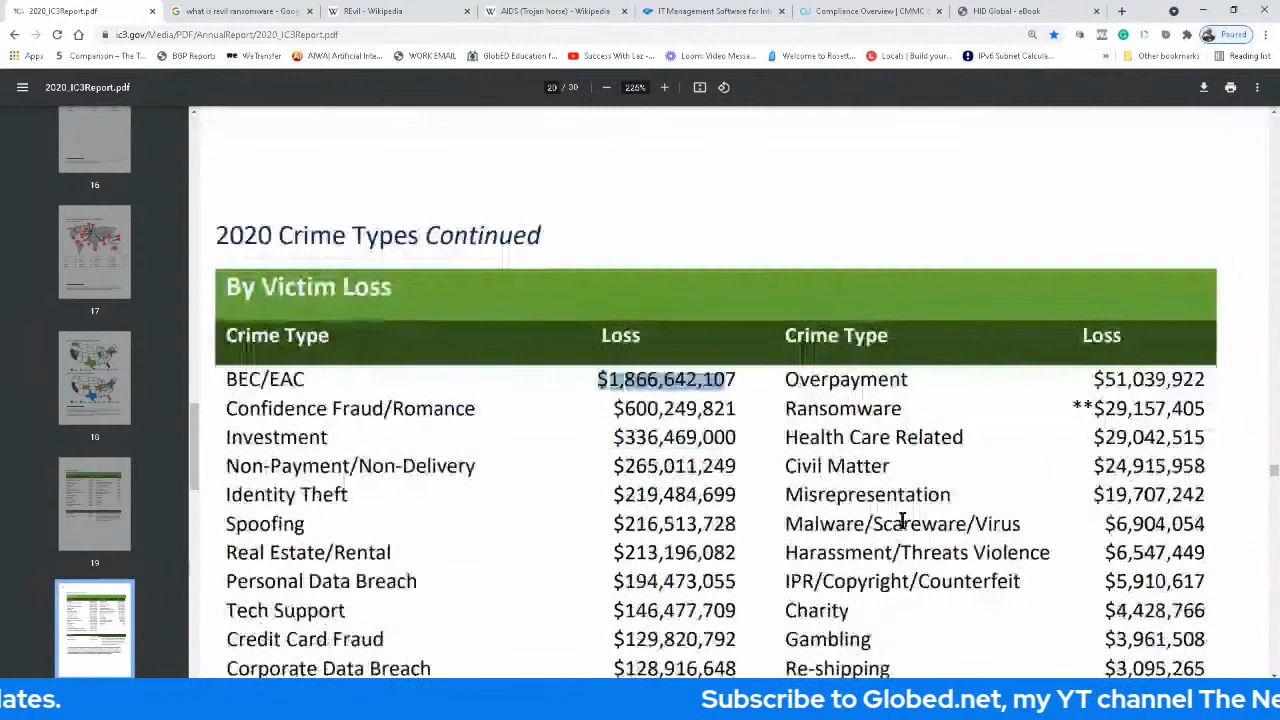 2020_IC3Report.pdf
what is revil ransomware - Goog
REvil - Wikipedia
AIDS (Trojan horse) - Wikipedia
IT Management Software for Int
Compliance Overview | CMMC
HID Global - eBook
ic3.gov/Media/PDF/AnnualReport/2020_IC3Report.pdf
Paused
Apps
Comparison – The T...
BGP Reports
WeTransfer
AIWA| Artificial Inte...
WORK EMAIL
GlobED Education f...
Success With Laz -...
Loom: Video Messa...
Welcome to Rosett...
Locals | Build your...
IPv6 Subnet Calcula...
Other bookmarks
Reading list
2020_IC3Report.pdf
20 / 30
225%
16
17
18
19
2020 Crime Types Continued
By Victim Loss
Crime Type Loss Crime Type Loss
BEC/EAC $1,866,642,107 Overpayment $51,039,922
Confidence Fraud/Romance $600,249,821 Ransomware **$29,157,405
Investment $336,469,000 Health Care Related $29,042,515
Non-Payment/Non-Delivery $265,011,249 Civil Matter $24,915,958
Identity Theft $219,484,699 Misrepresentation $19,707,242
Spoofing $216,513,728 Malware/Scareware/Virus $6,904,054
Real Estate/Rental $213,196,082 Harassment/Threats Violence $6,547,449
Personal Data Breach $194,473,055 IPR/Copyright/Counterfeit $5,910,617
Tech Support $146,477,709 Charity $4,428,766
Credit Card Fraud $129,820,792 Gambling $3,961,508
Corporate Data Breach $128,916,648 Re-shipping $3,095,265
lates.
Subscribe to Globed.net, my YT channel The Ne